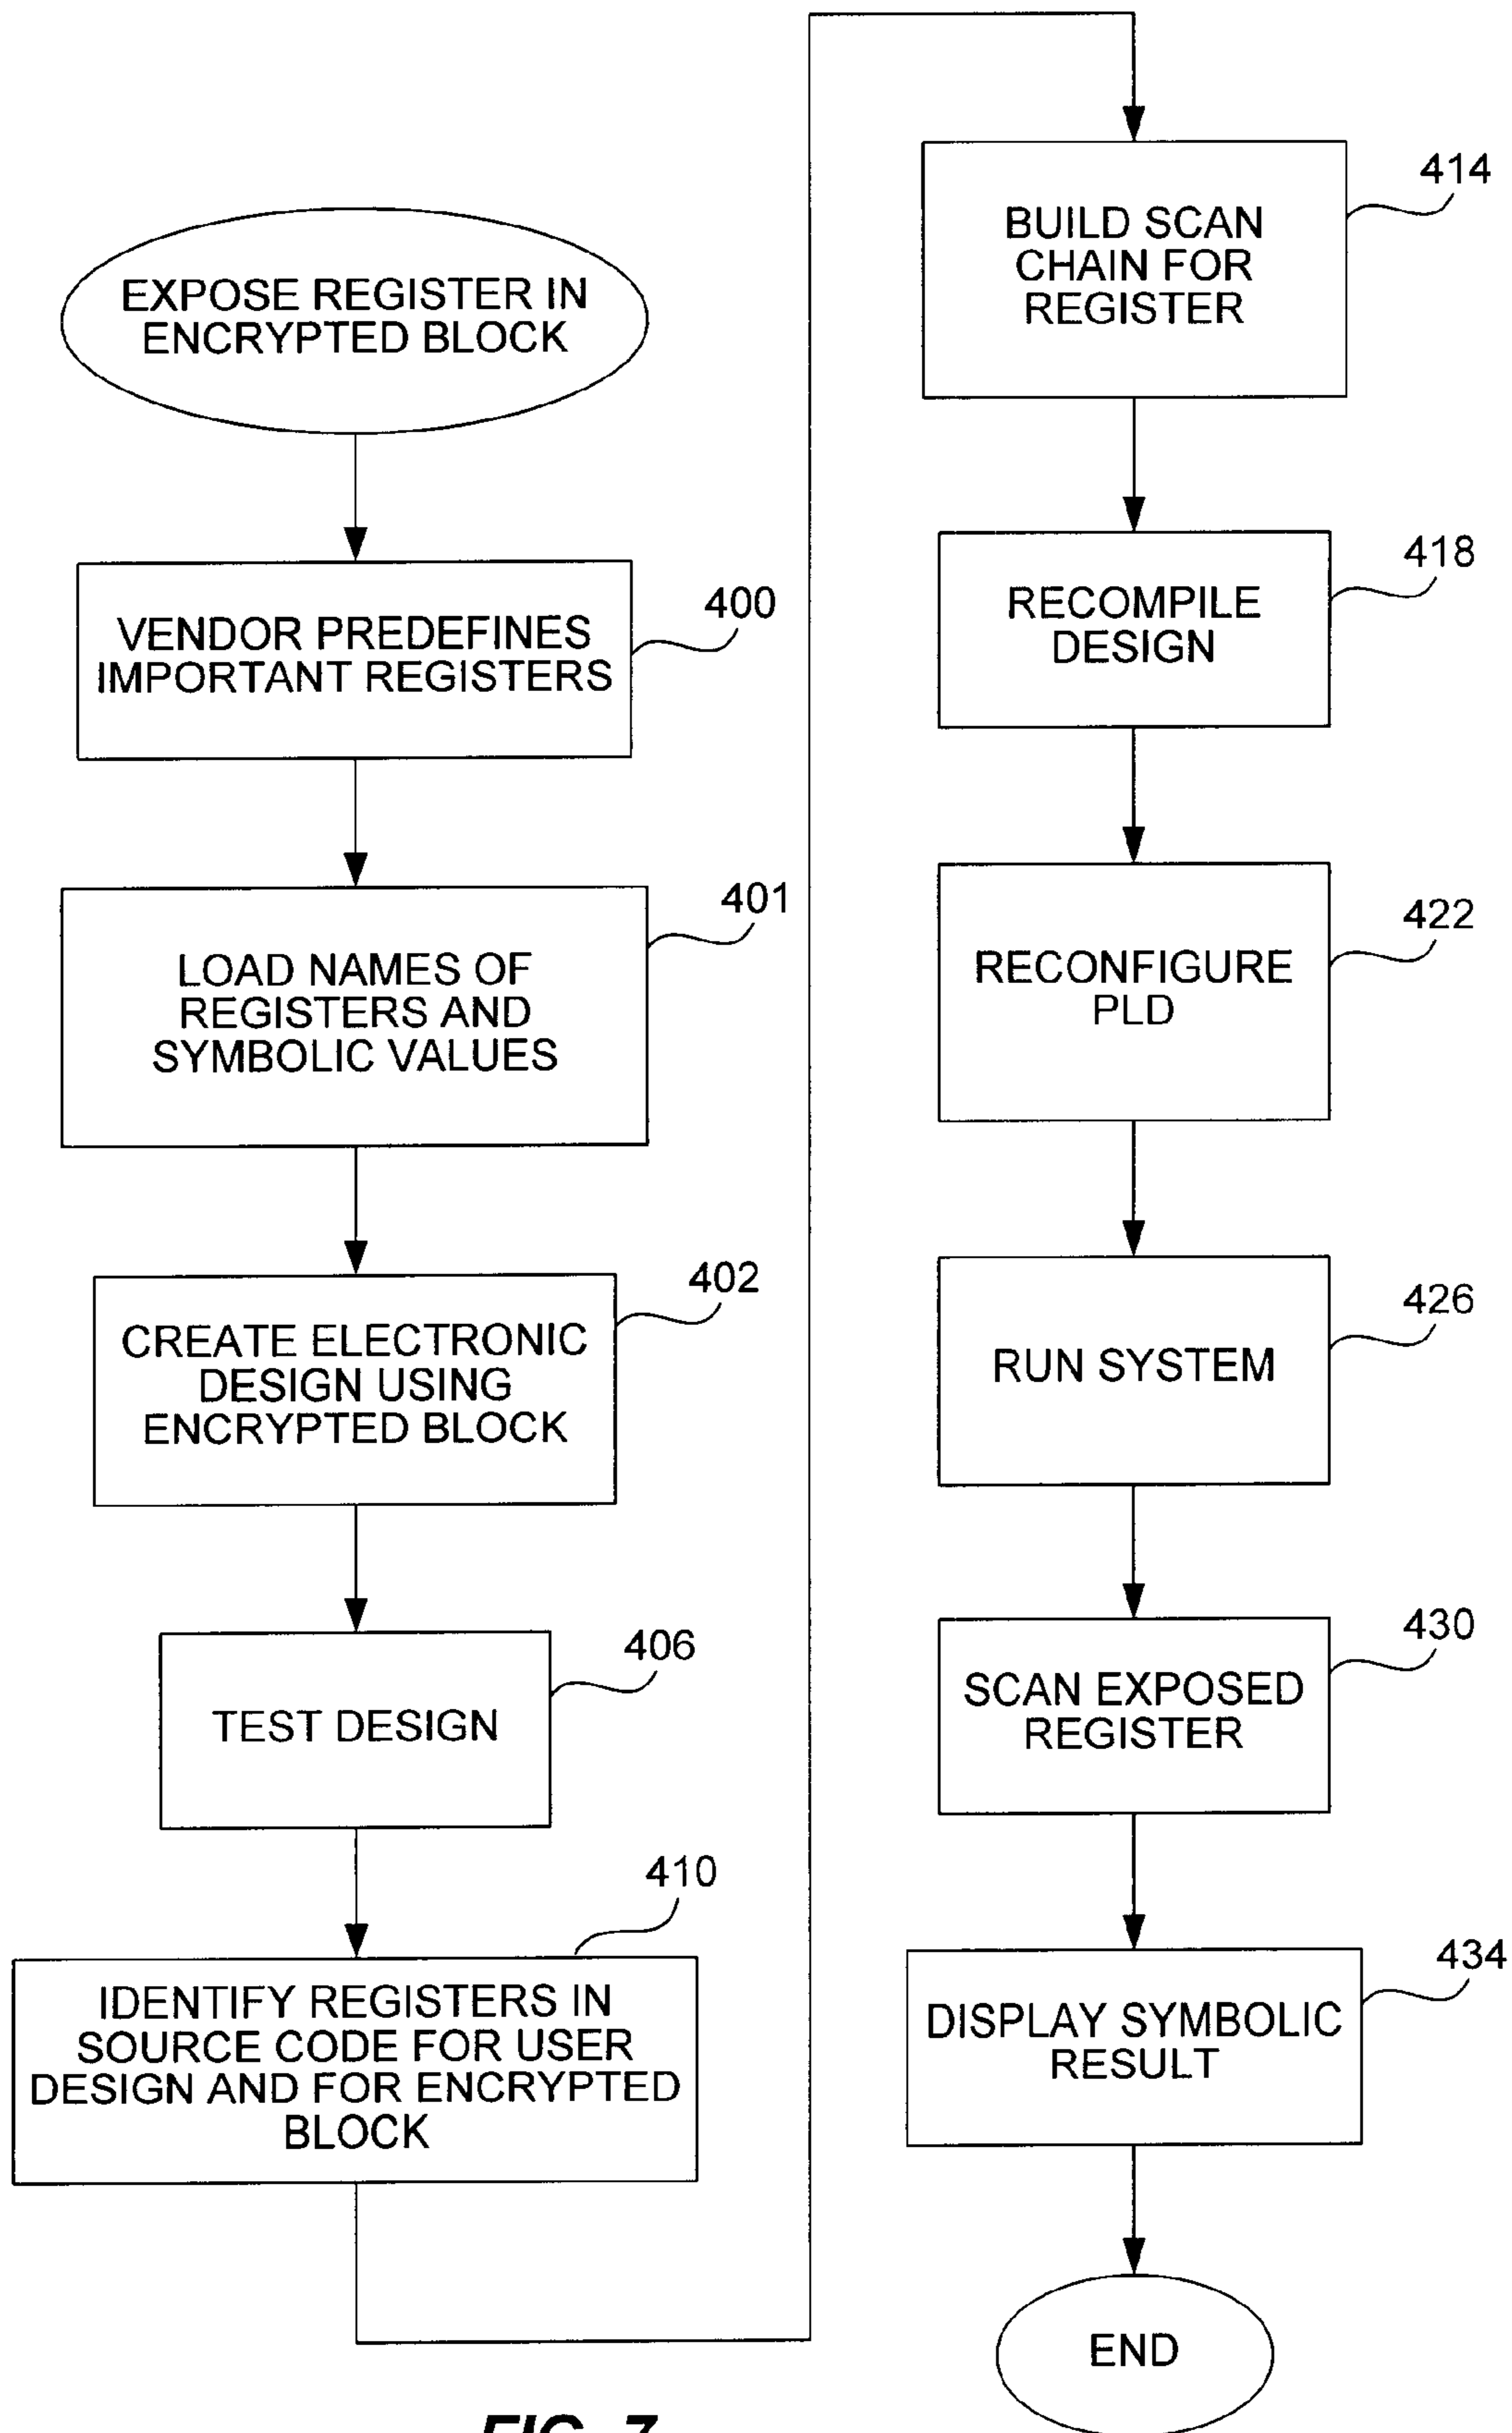 EXPOSE REGISTER IN
ENCRYPTED BLOCK
400
VENDOR PREDEFINES
IMPORTANT REGISTERS
401
LOAD NAMES OF
REGISTERS AND
SYMBOLIC VALUES
402
CREATE ELECTRONIC
DESIGN USING
ENCRYPTED BLOCK
406
TEST DESIGN
410
IDENTIFY REGISTERS IN
SOURCE CODE FOR USER
DESIGN AND FOR ENCRYPTED
BLOCK
414
BUILD SCAN
CHAIN FOR
REGISTER
418
RECOMPILE
DESIGN
422
RECONFIGURE
PLD
426
RUN SYSTEM
430
SCAN EXPOSED
REGISTER
434
DISPLAY SYMBOLIC
RESULT
END
FIG. 7